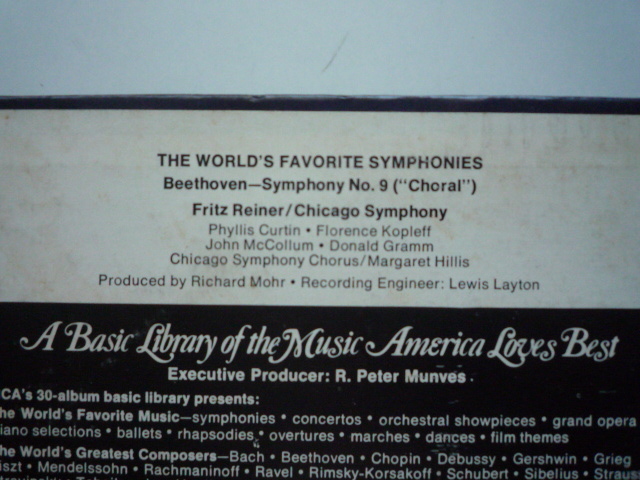 THE WORLD'S FAVORITE SYMPHONIES
Beethoven—Symphony No. 9 ("Choral")
Fritz Reiner/Chicago Symphony
Phyllis Curtin • Florence Kopleff
John McCollum • Donald Gramm
Chicago Symphony Chorus/Margaret Hillis
Produced by Richard Mohr • Recording Engineer: Lewis Layton
A Basic Library of the Music America Loves Best
Executive Producer: R. Peter Munves
CA's 30-album basic library presents:
he World's Favorite Music—symphonies • concertos • orchestral showpieces • grand opera
iano selections • ballets • rhapsodies • overtures • marches • dances • film themes
he World's Greatest Composers—Bach • Beethoven • Chopin • Debussy • Gershwin • Grieg
iszt • Mendelssohn • Rachmaninoff • Ravel • Rimsky-Korsakoff • Schubert • Sibelius • Straus